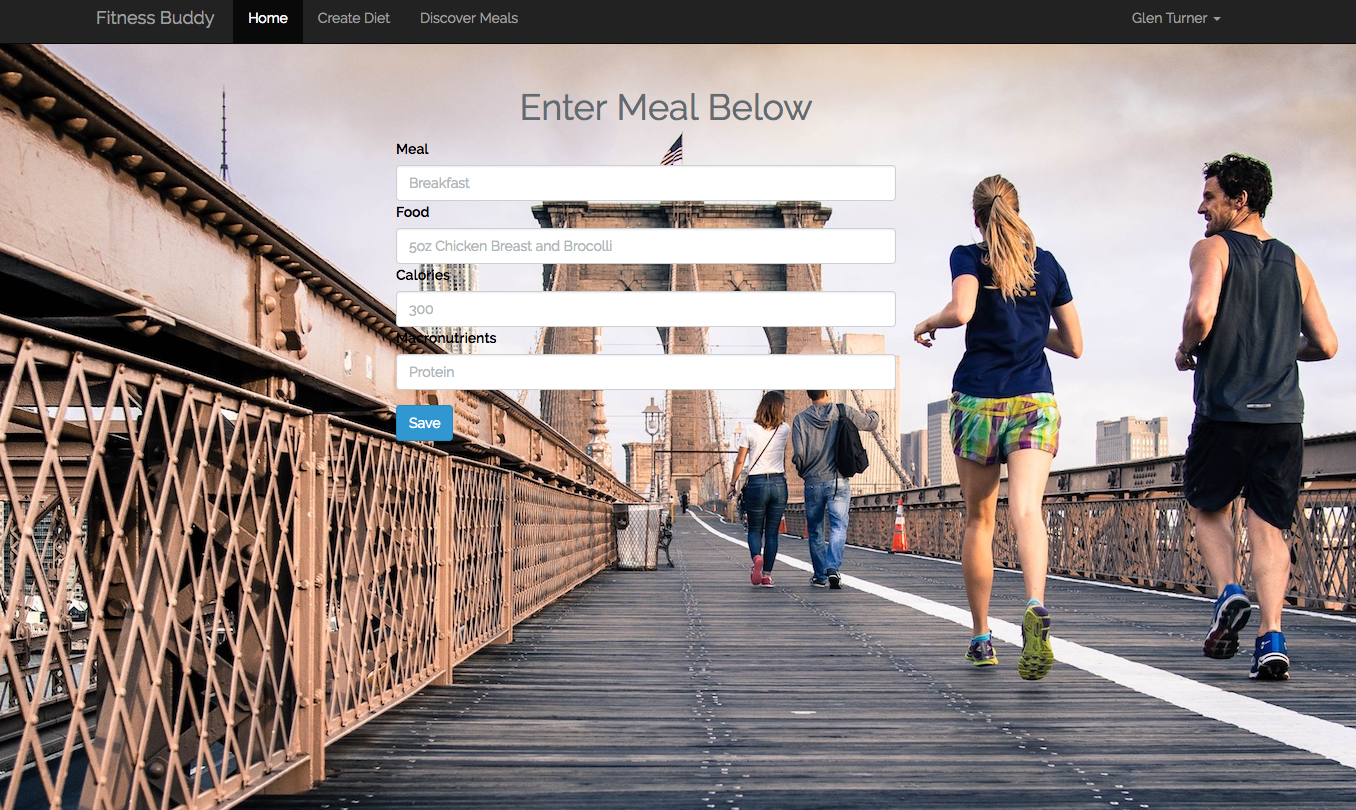 Fitness Buddy Home Create Diet Discover Meals Glen Turner
Enter Meal Below
Meal
Breakfast
Food
5oz Chicken Breast and Brocolli
Calories
300
Macronutrients
Protein
Save